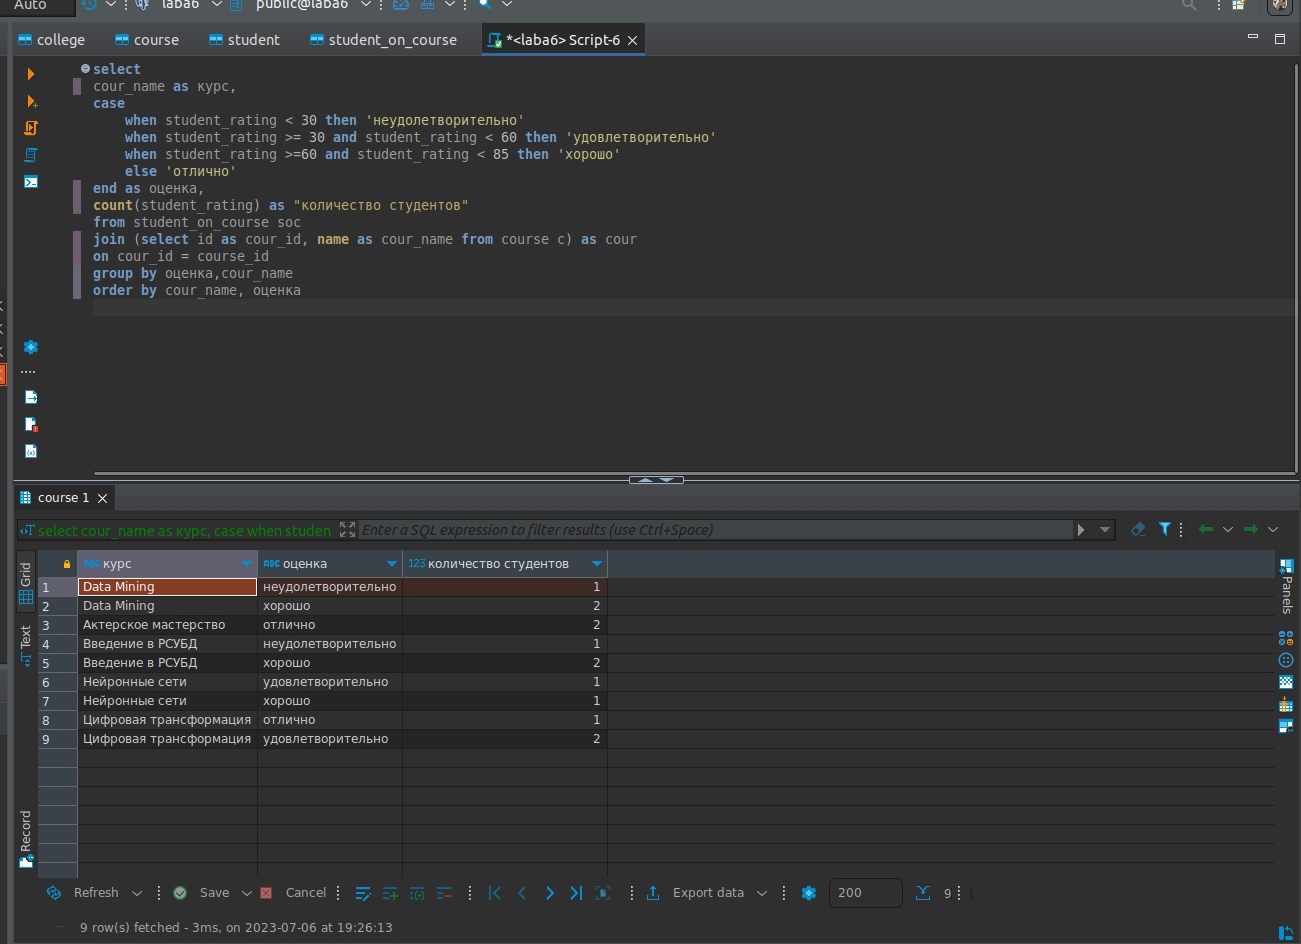 Auto laba6 public@laba6
college course student student_on_course *<laba6> Script-6
select
cour_name as курс,
case
when student_rating < 30 then 'неудолетворительно'
when student_rating >= 30 and student_rating < 60 then 'удовлетворительно'
when student_rating >=60 and student_rating < 85 then 'хорошо'
else 'отлично'
end as оценка,
count(student_rating) as "количество студентов"
from student_on_course soc
join (select id as cour_id, name as cour_name from course c) as cour
on cour_id = course_id
group by оценка,cour_name
order by cour_name, оценка
course 1
select cour_name as курс, case when studen Enter a SQL expression to filter results (use Ctrl+Space)
Grid
Text
Record
Panels
ABC курс ABC оценка 123 количество студентов
1 Data Mining неудолетворительно 1
2 Data Mining хорошо 2
3 Актерское мастерство отлично 2
4 Введение в РСУБД неудолетворительно 1
5 Введение в РСУБД хорошо 2
6 Нейронные сети удовлетворительно 1
7 Нейронные сети хорошо 1
8 Цифровая трансформация отлично 1
9 Цифровая трансформация удовлетворительно 2
Refresh Save Cancel Export data 200 9
9 row(s) fetched - 3ms, on 2023-07-06 at 19:26:13